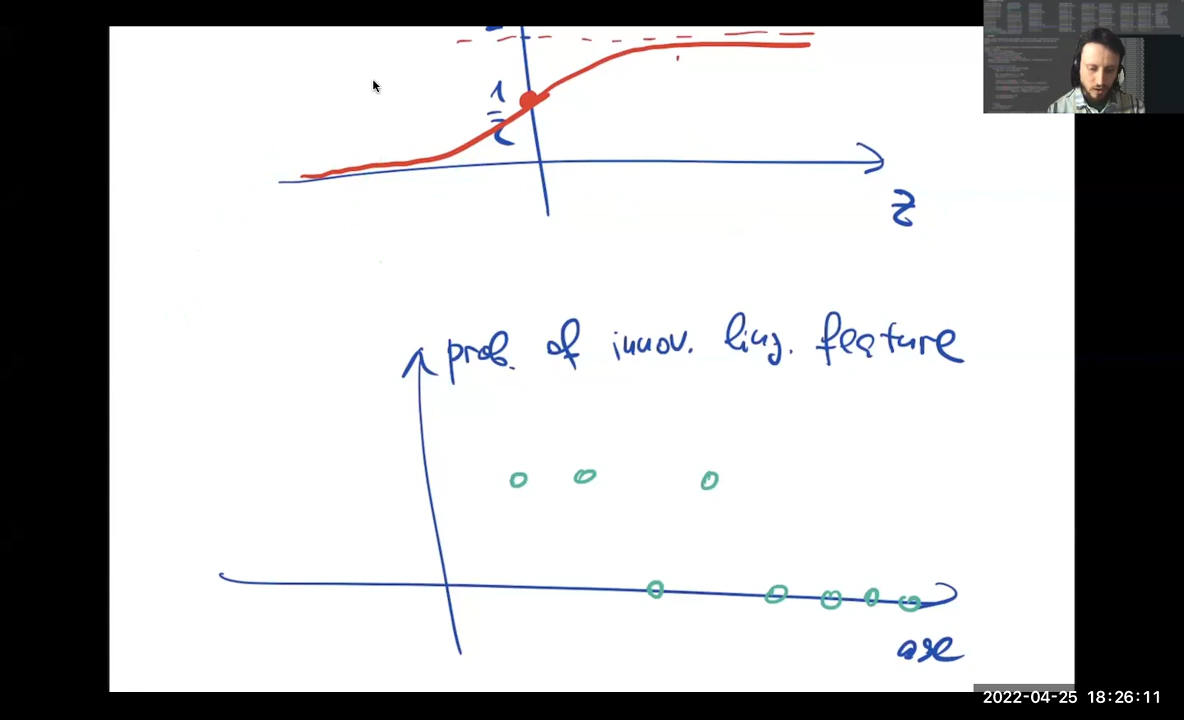 1
2
z
prob. of innov. ling. feature
age
2022-04-25 18:26:11